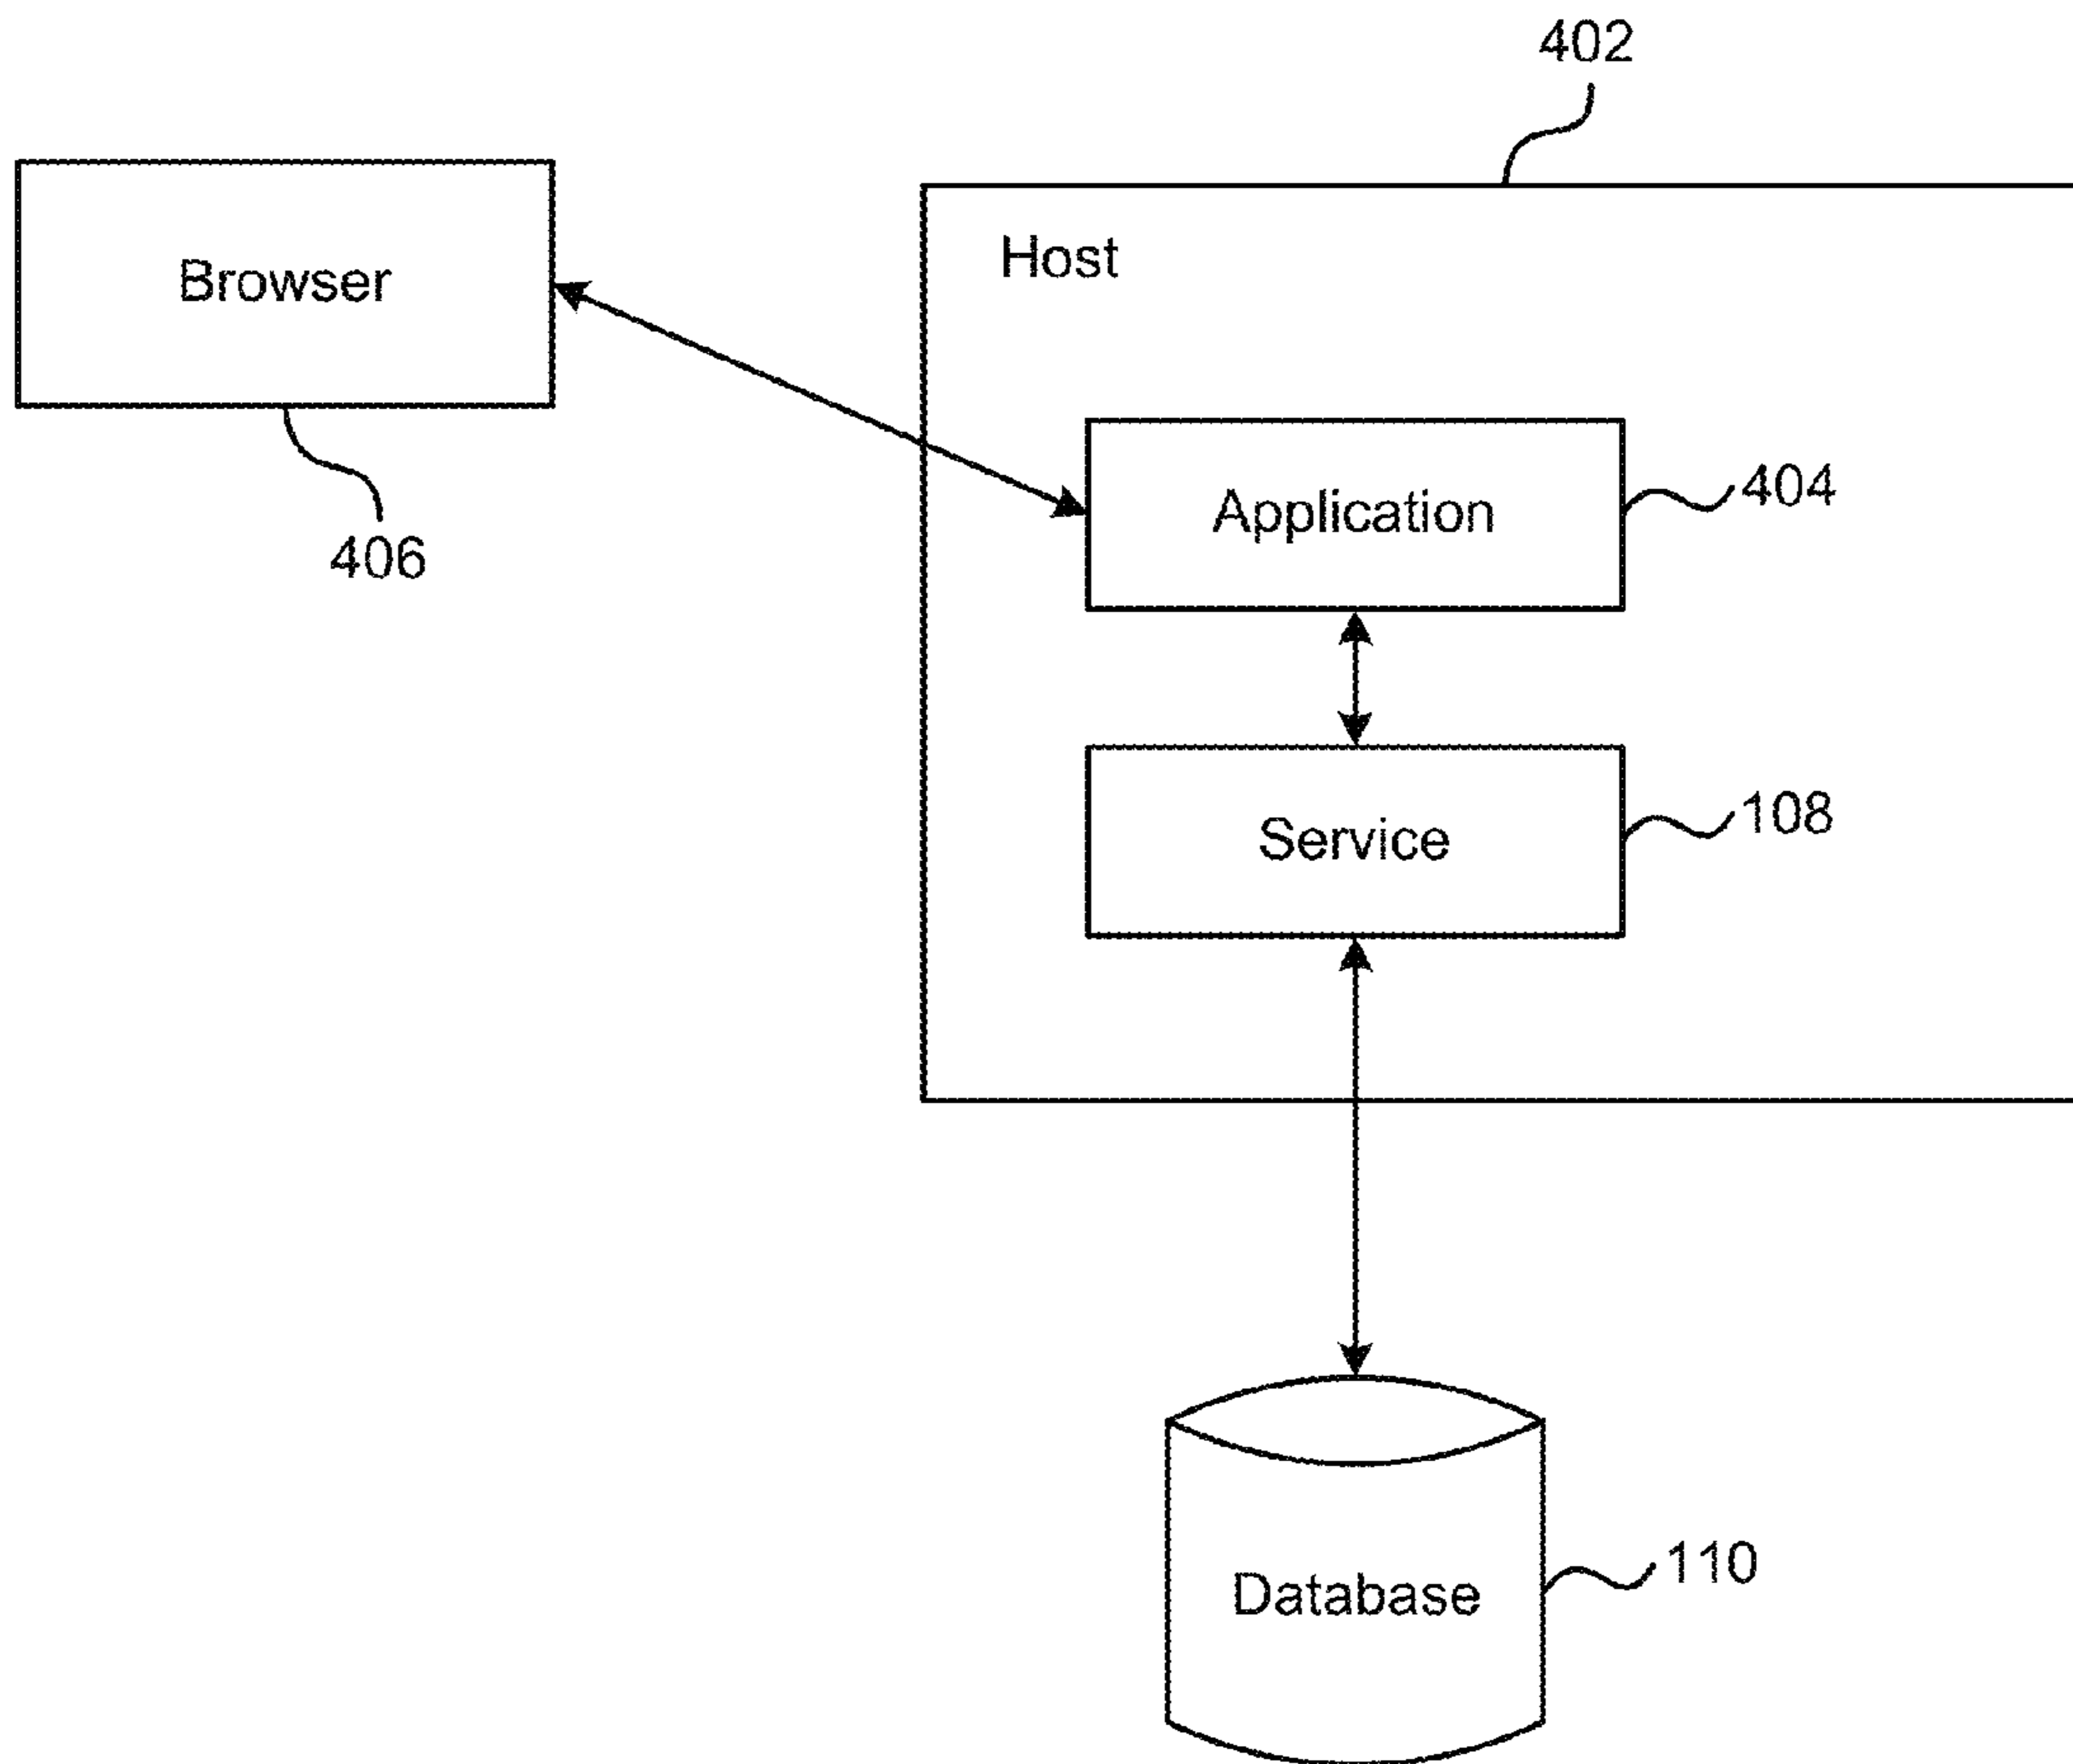 402
Browser
Host
406
Application
404
Service
108
Database
110